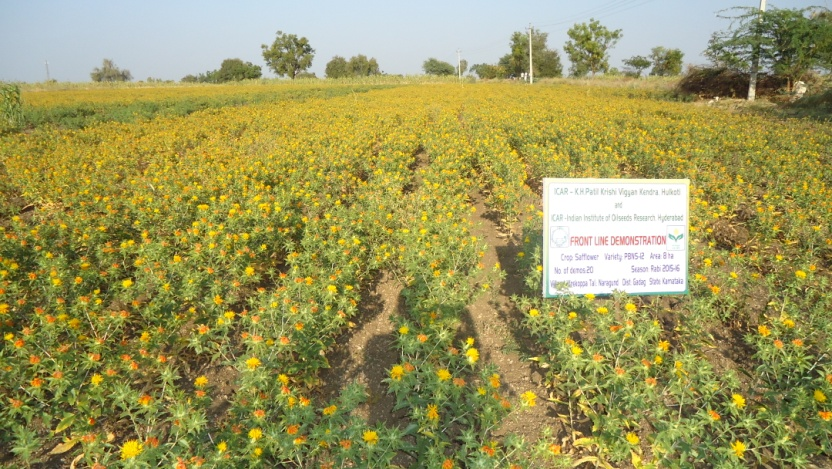 ICAR - K.H.Patil Krishi Vigyan Kendra, Hulkoti
and
ICAR -Indian Institute of Oilseeds Research, Hyderabad
FRONT LINE DEMONSTRATION
Crop Safflower Variety PBNS-12 Area 8 ha
No. of demos:20 Season Rabi 2015-16
Tal: Naragund Dist Gadag State Karnataka